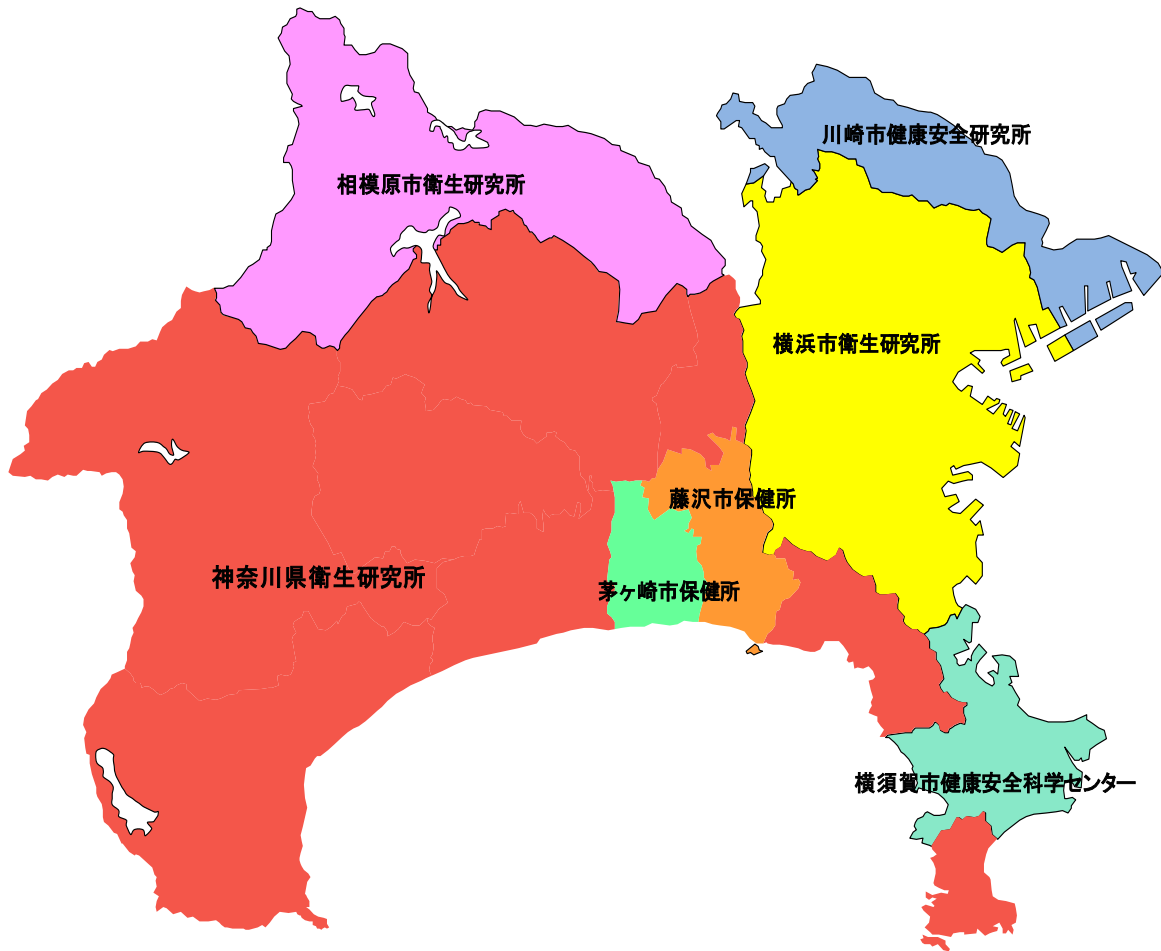 川崎市健康安全研究所
相模原市衛生研究所
横浜市衛生研究所
藤沢市保健所
神奈川県衛生研究所
茅ヶ崎市保健所
横須賀市健康安全科学センター